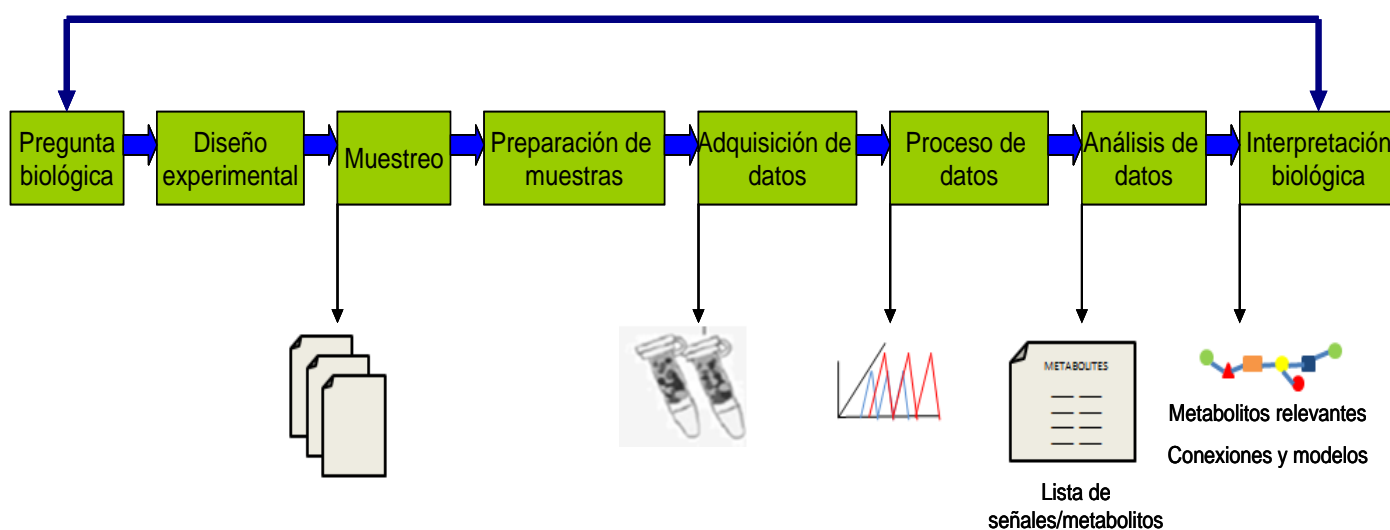 Pregunta
biológica
Diseño
experimental
Muestreo
Preparación de
muestras
Adquisición de
datos
Proceso de
datos
Análisis de
datos
Interpretación
biológica
METABOLITES
Lista de
señales/metabolitos
Metabolitos relevantes
Conexiones y modelos